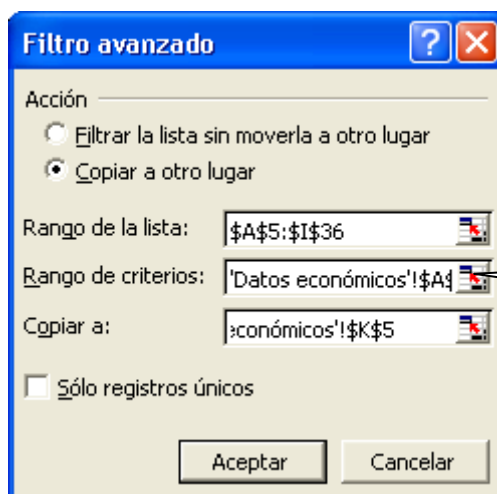 Filtro avanzado
Acción
Filtrar la lista sin moverla a otro lugar
Copiar a otro lugar
Rango de la lista: $A$5:$I$36
Rango de criterios: 'Datos económicos'!$A$
Copiar a: económicos'!$K$5
Sólo registros únicos
Aceptar Cancelar